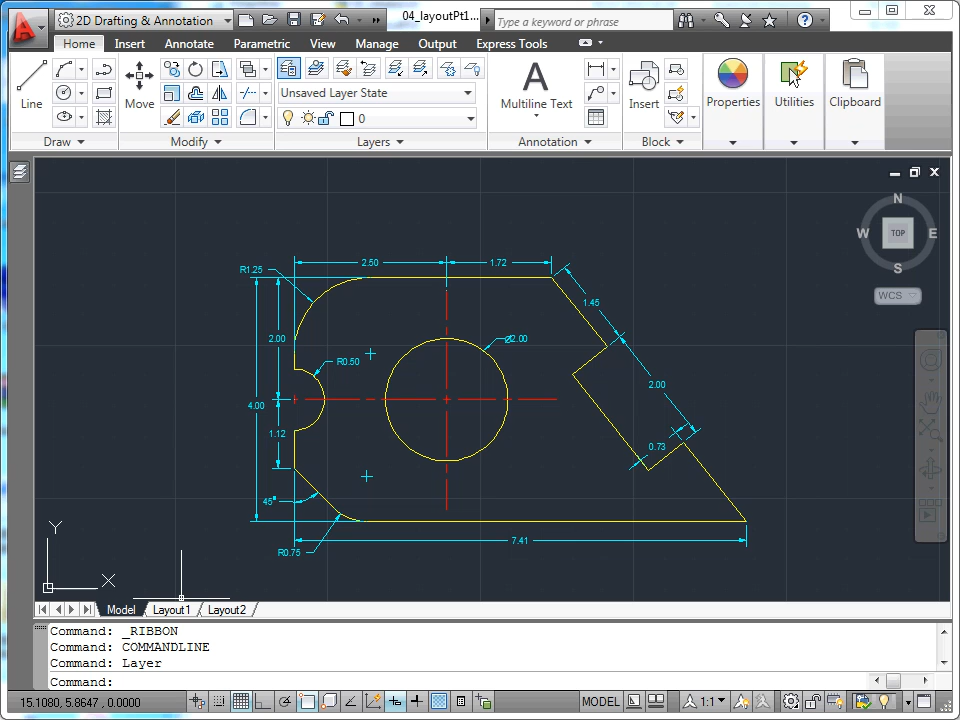 2D Drafting & Annotation
04_layoutPt1...
Type a keyword or phrase
Home Insert Annotate Parametric View Manage Output Express Tools
Line
Move
Unsaved Layer State
0
A
Multiline Text
Insert
Properties
Utilities
Clipboard
Draw
Modify
Layers
Annotation
Block
N
W
TOP
E
S
WCS
2.50
1.72
R1.25
1.45
2.00
⌀2.00
R0.50
2.00
4.00
1.12
0.73
45°
R0.75
7.41
Y
X
Model Layout1 Layout2
Command: _RIBBON
Command: COMMANDLINE
Command: Layer
Command:
15.1080, 5.8647 , 0.0000
MODEL
1:1